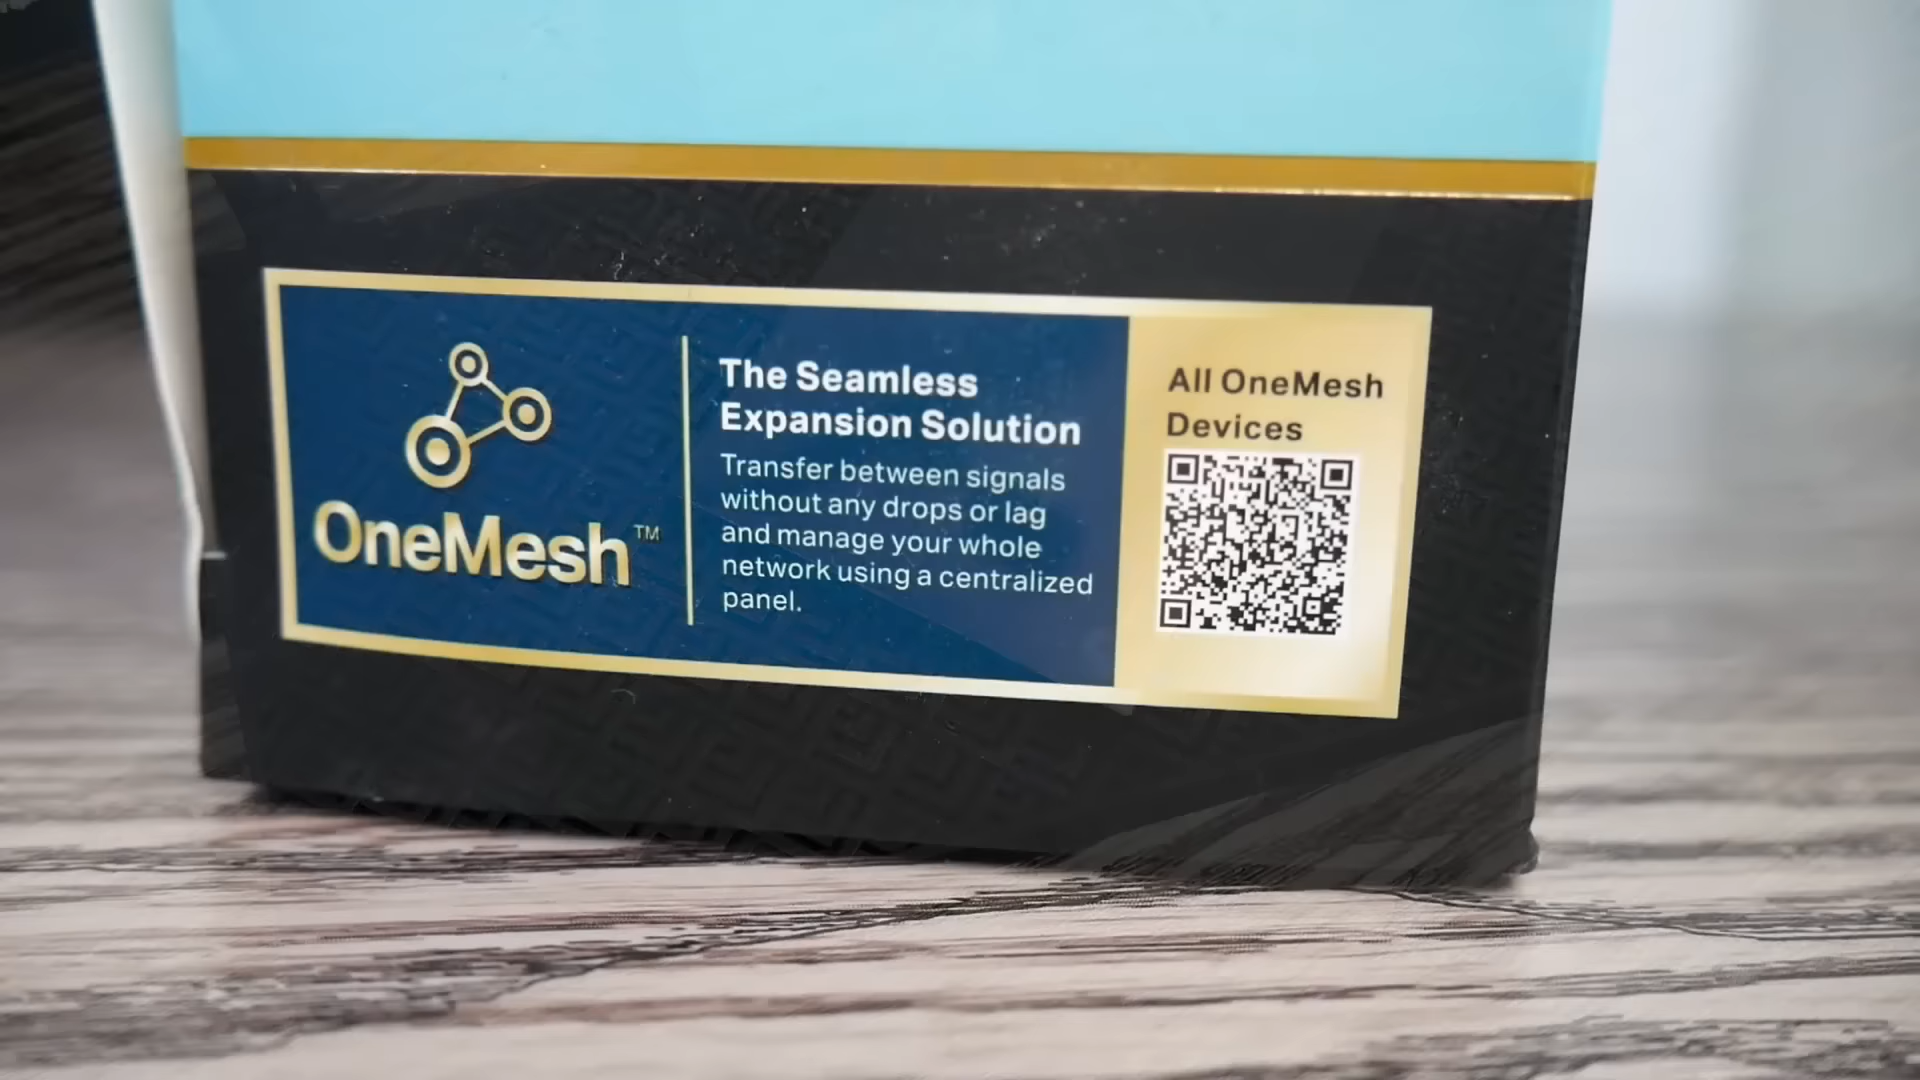 OneMesh™
The Seamless
Expansion Solution
Transfer between signals
without any drops or lag
and manage your whole
network using a centralized
panel.
All OneMesh
Devices